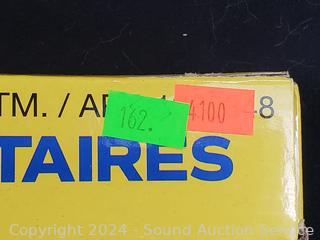 TM. / AP
162.
4100
-8
TAIRES
Copyright 2024 - Sound Auction Service